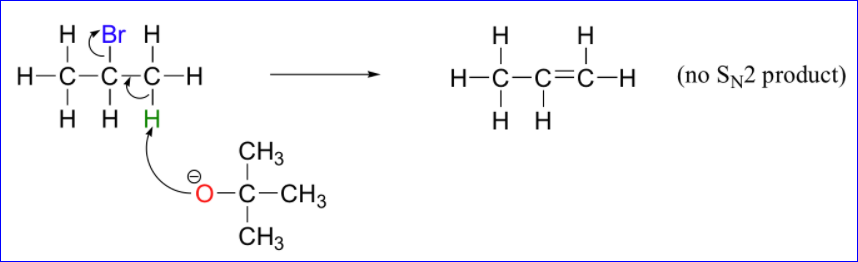 H Br H
H–C–C–C–H
H H H
H H
H–C–C=C–H
H H
(no SN2 product)
CH3
⊖
O–C–CH3
CH3